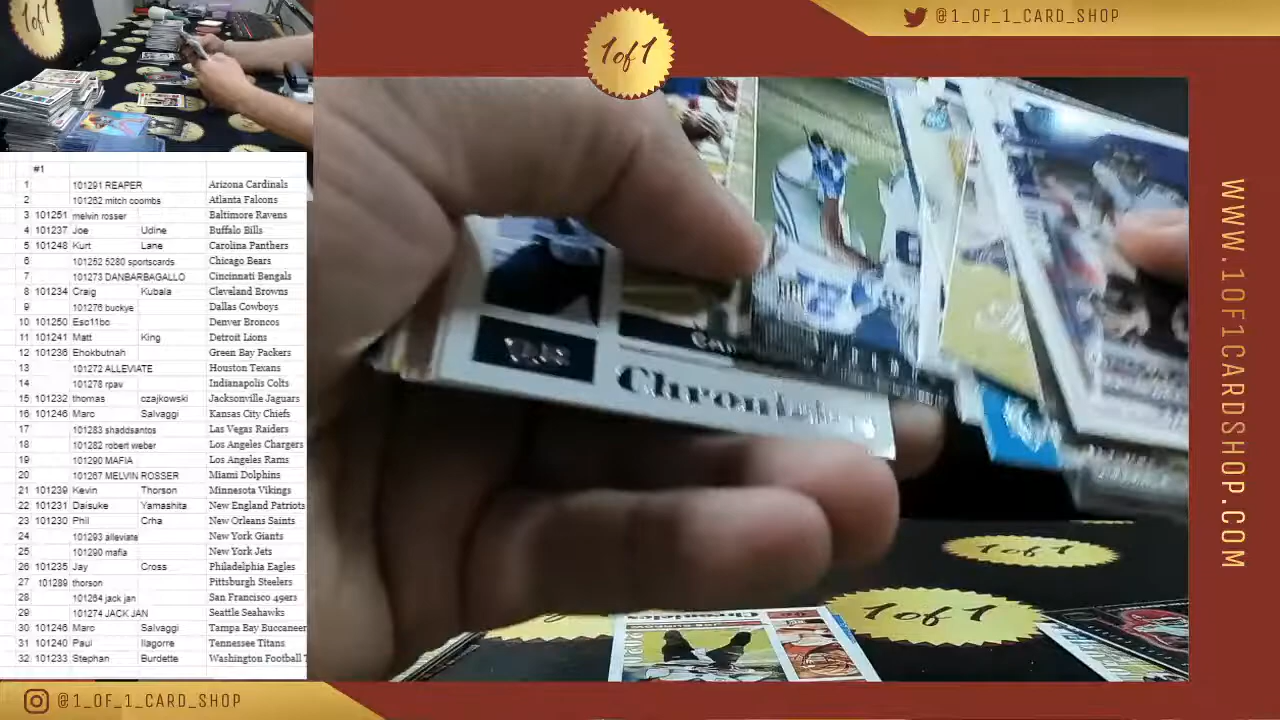 1of1
1of1
@1_OF_1_CARD_SHOP
#1
1 101291 REAPER Arizona Cardinals
2 101262 mitch coombs Atlanta Falcons
3 101251 melvin rosser Baltimore Ravens
4 101237 Joe Udine Buffalo Bills
5 101248 Kurt Lane Carolina Panthers
6 101252 5280 sportscards Chicago Bears
7 101273 DANBARBAGALLO Cincinnati Bengals
8 101234 Craig Kubala Cleveland Browns
9 101276 buckye Dallas Cowboys
10 101250 Esc11bo Denver Broncos
11 101241 Matt King Detroit Lions
12 101236 Ehokbutnah Green Bay Packers
13 101272 ALLEVIATE Houston Texans
14 101278 rpav Indianapolis Colts
15 101232 thomas czajkowski Jacksonville Jaguars
16 101246 Marc Salvaggi Kansas City Chiefs
17 101283 shaddsantos Las Vegas Raiders
18 101282 robert weber Los Angeles Chargers
19 101290 MAFIA Los Angeles Rams
20 101267 MELVIN ROSSER Miami Dolphins
21 101239 Kevin Thorson Minnesota Vikings
22 101231 Daisuke Yamashita New England Patriots
23 101230 Phil Crha New Orleans Saints
24 101293 alleviate New York Giants
25 101290 mafia New York Jets
26 101235 Jay Cross Philadelphia Eagles
27 101289 thorson Pittsburgh Steelers
28 101264 jack jan San Francisco 49ers
29 101274 JACK JAN Seattle Seahawks
30 101246 Marc Salvaggi Tampa Bay Buccaneer
31 101240 Paul Ilagorre Tennessee Titans
32 101233 Stephan Burdette Washington Football T
Chronicles
1of1
1of1
Chronicles
WWW.1OF1CARDSHOP.COM
@1_OF_1_CARD_SHOP